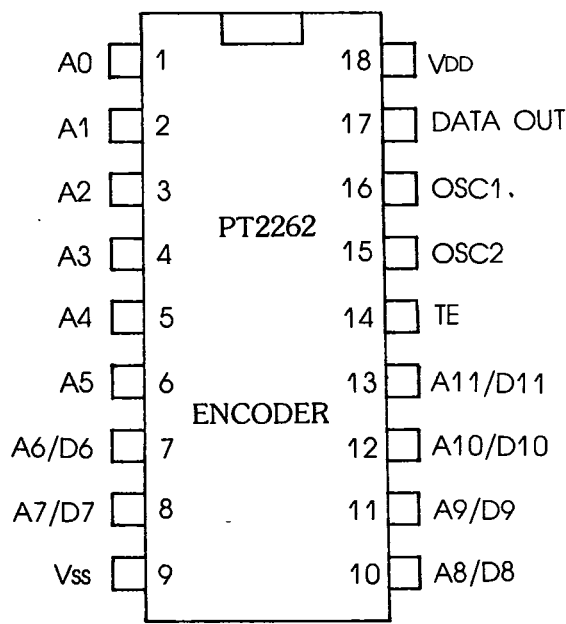 A0 1 18 VDD
A1 2 17 DATA OUT
A2 3 16 OSC1.
PT2262
A3 4 15 OSC2
A4 5 14 TE
A5 6 13 A11/D11
ENCODER
A6/D6 7 12 A10/D10
A7/D7 8 11 A9/D9
Vss 9 10 A8/D8